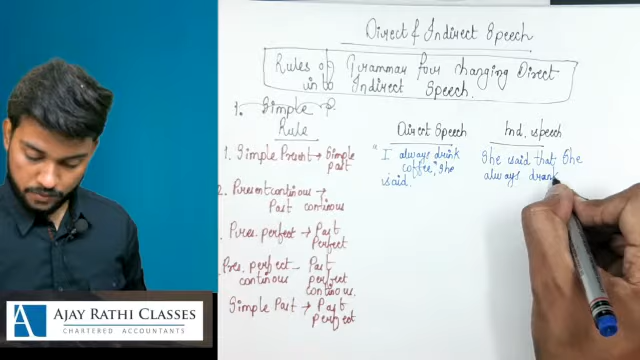 Direct & Indirect Speech
Rules of Grammar for changing Direct
into Indirect Speech.
1. Simple P.
Rule
1. Simple Present → Simple
past
2. Present continous →
Past continous
Pres. perfect → Past
Perfect
Pres. perfect – Past
continous perfect
continous.
Simple Past → Past
perfect
Direct Speech
"I always drink
coffee," She
said.
Ind. speech
She said that She
always drank
AJAY RATHI CLASSES
CHARTERED ACCOUNTANTS